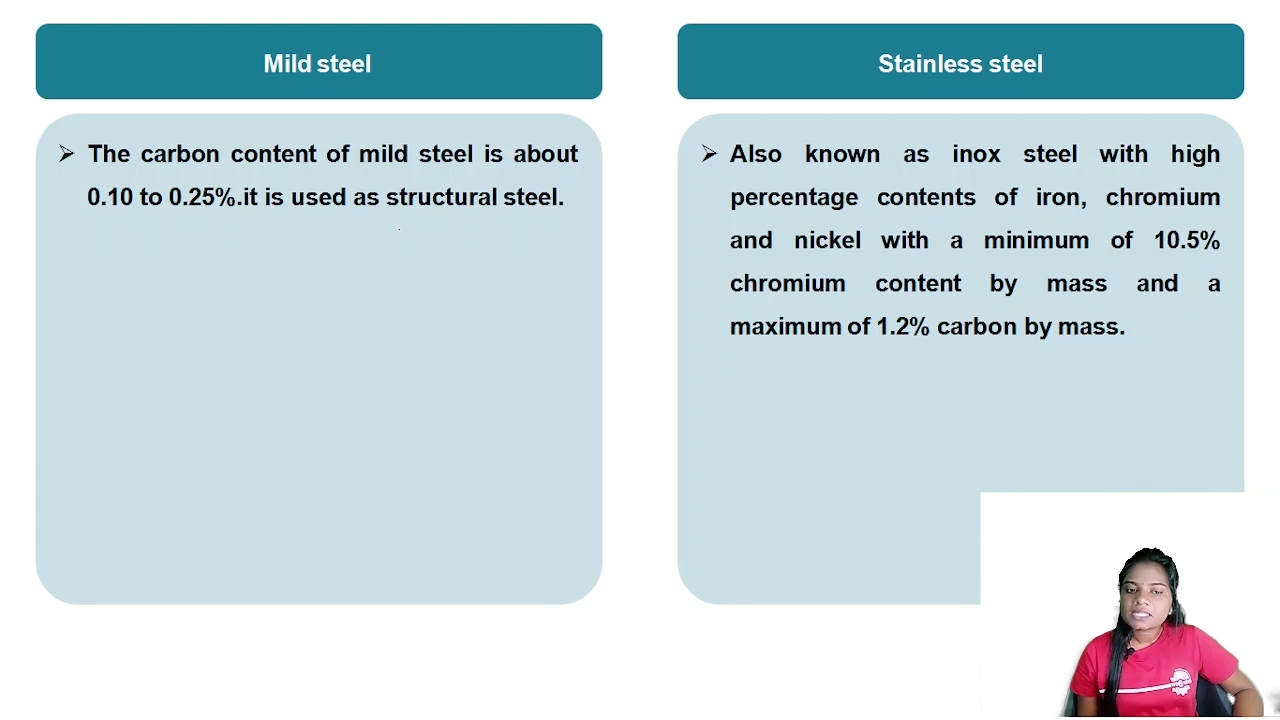 Mild steel
The carbon content of mild steel is about
0.10 to 0.25%.it is used as structural steel.
Stainless steel
Also known as inox steel with high
percentage contents of iron, chromium
and nickel with a minimum of 10.5%
chromium content by mass and a
maximum of 1.2% carbon by mass.